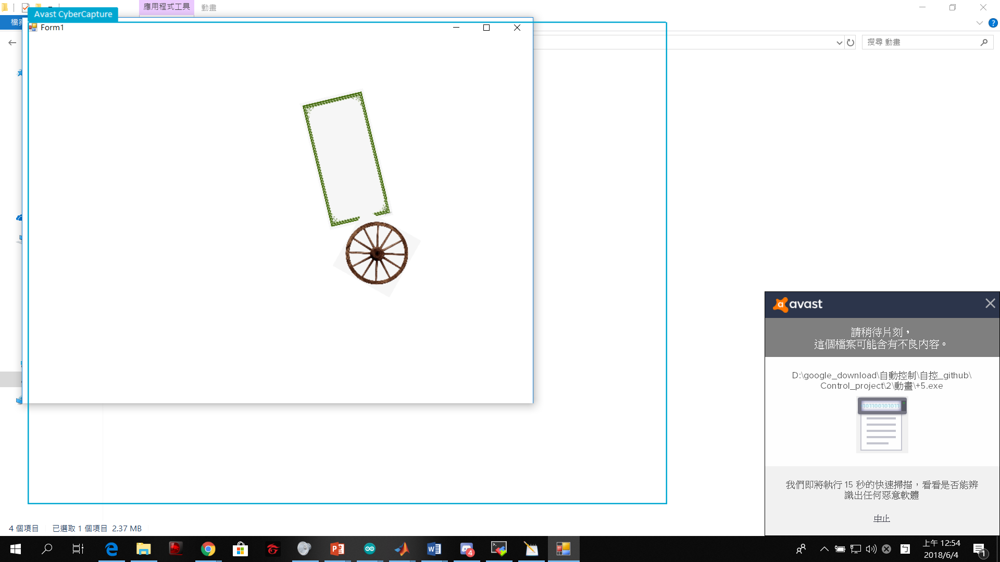 應用程式工具
動畫
Avast CyberCapture
Form1
搜尋 動畫
avast
請稍待片刻，
這個檔案可能含有不良內容。
D:\google_download\自動控制\自控_github\
Control_project\2\動畫\+5.exe
101100101011
我們即將執行 15 秒的快速掃描，看看是否能辨
識出任何惡意軟體
中止
4 個項目
已選取 1 個項目 2.37 MB
4
上午 12:54
2018/6/4
1